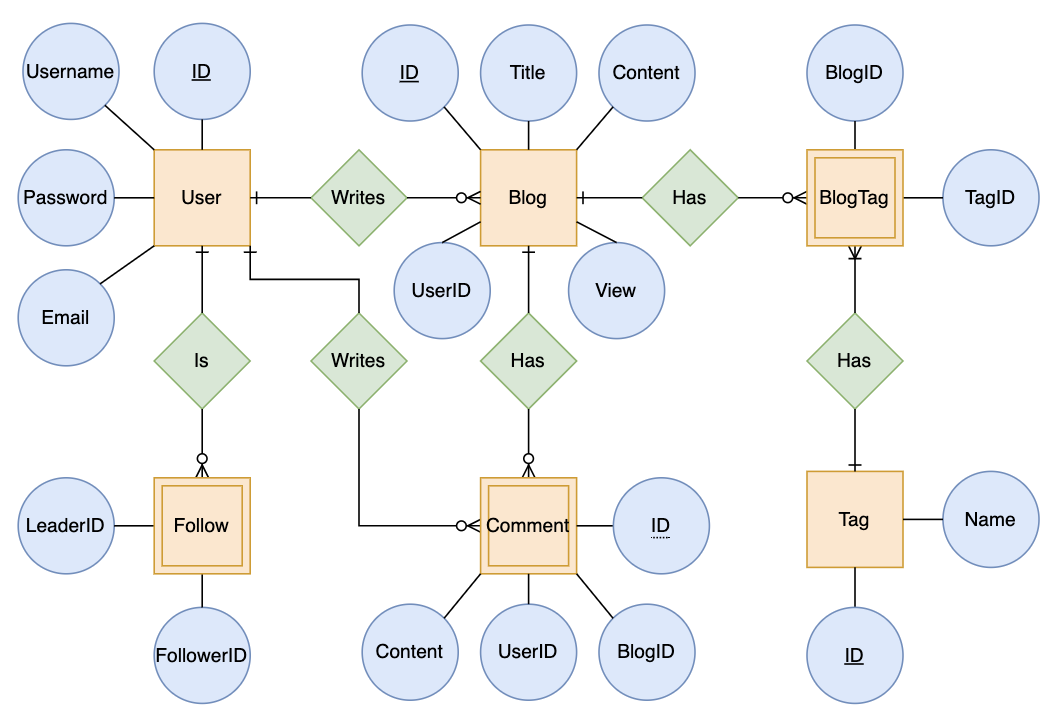 Username
ID
ID
Title
Content
BlogID
Password
User
Writes
Blog
Has
BlogTag
TagID
Email
UserID
View
Is
Writes
Has
Has
LeaderID
Follow
Comment
ID
Tag
Name
FollowerID
Content
UserID
BlogID
ID